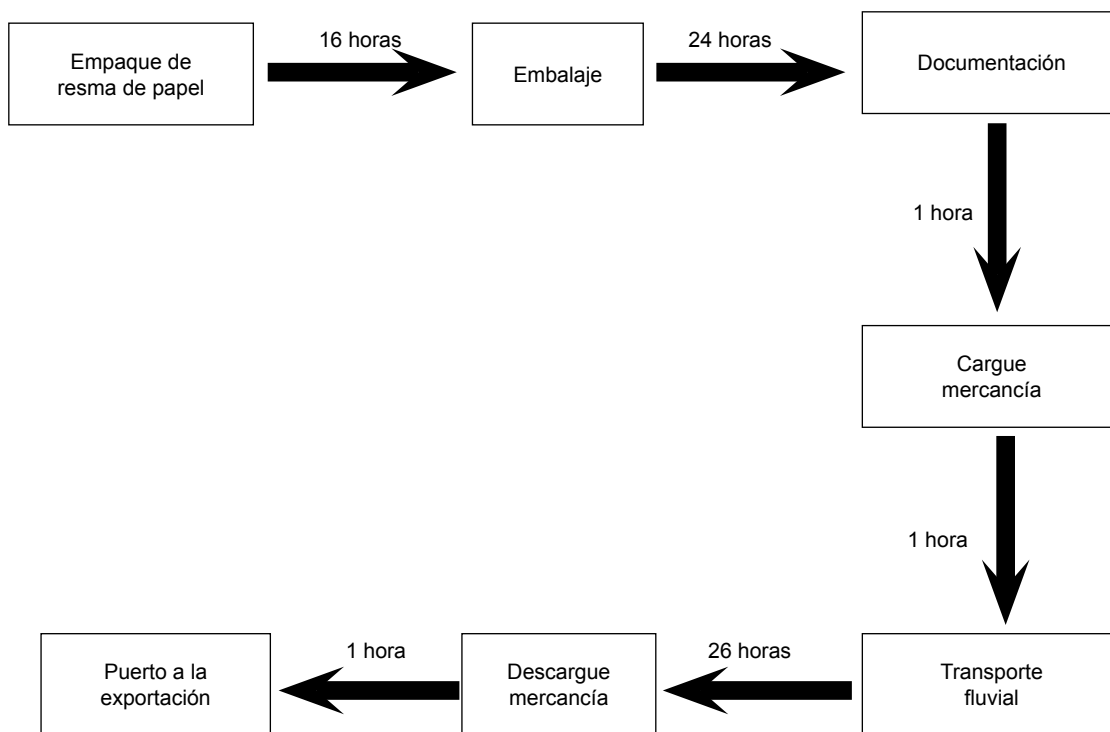 Empaque de
resma de papel
16 horas
Embalaje
24 horas
Documentación
1 hora
Cargue
mercancía
1 hora
Transporte
fluvial
26 horas
Descargue
mercancía
1 hora
Puerto a la
exportación